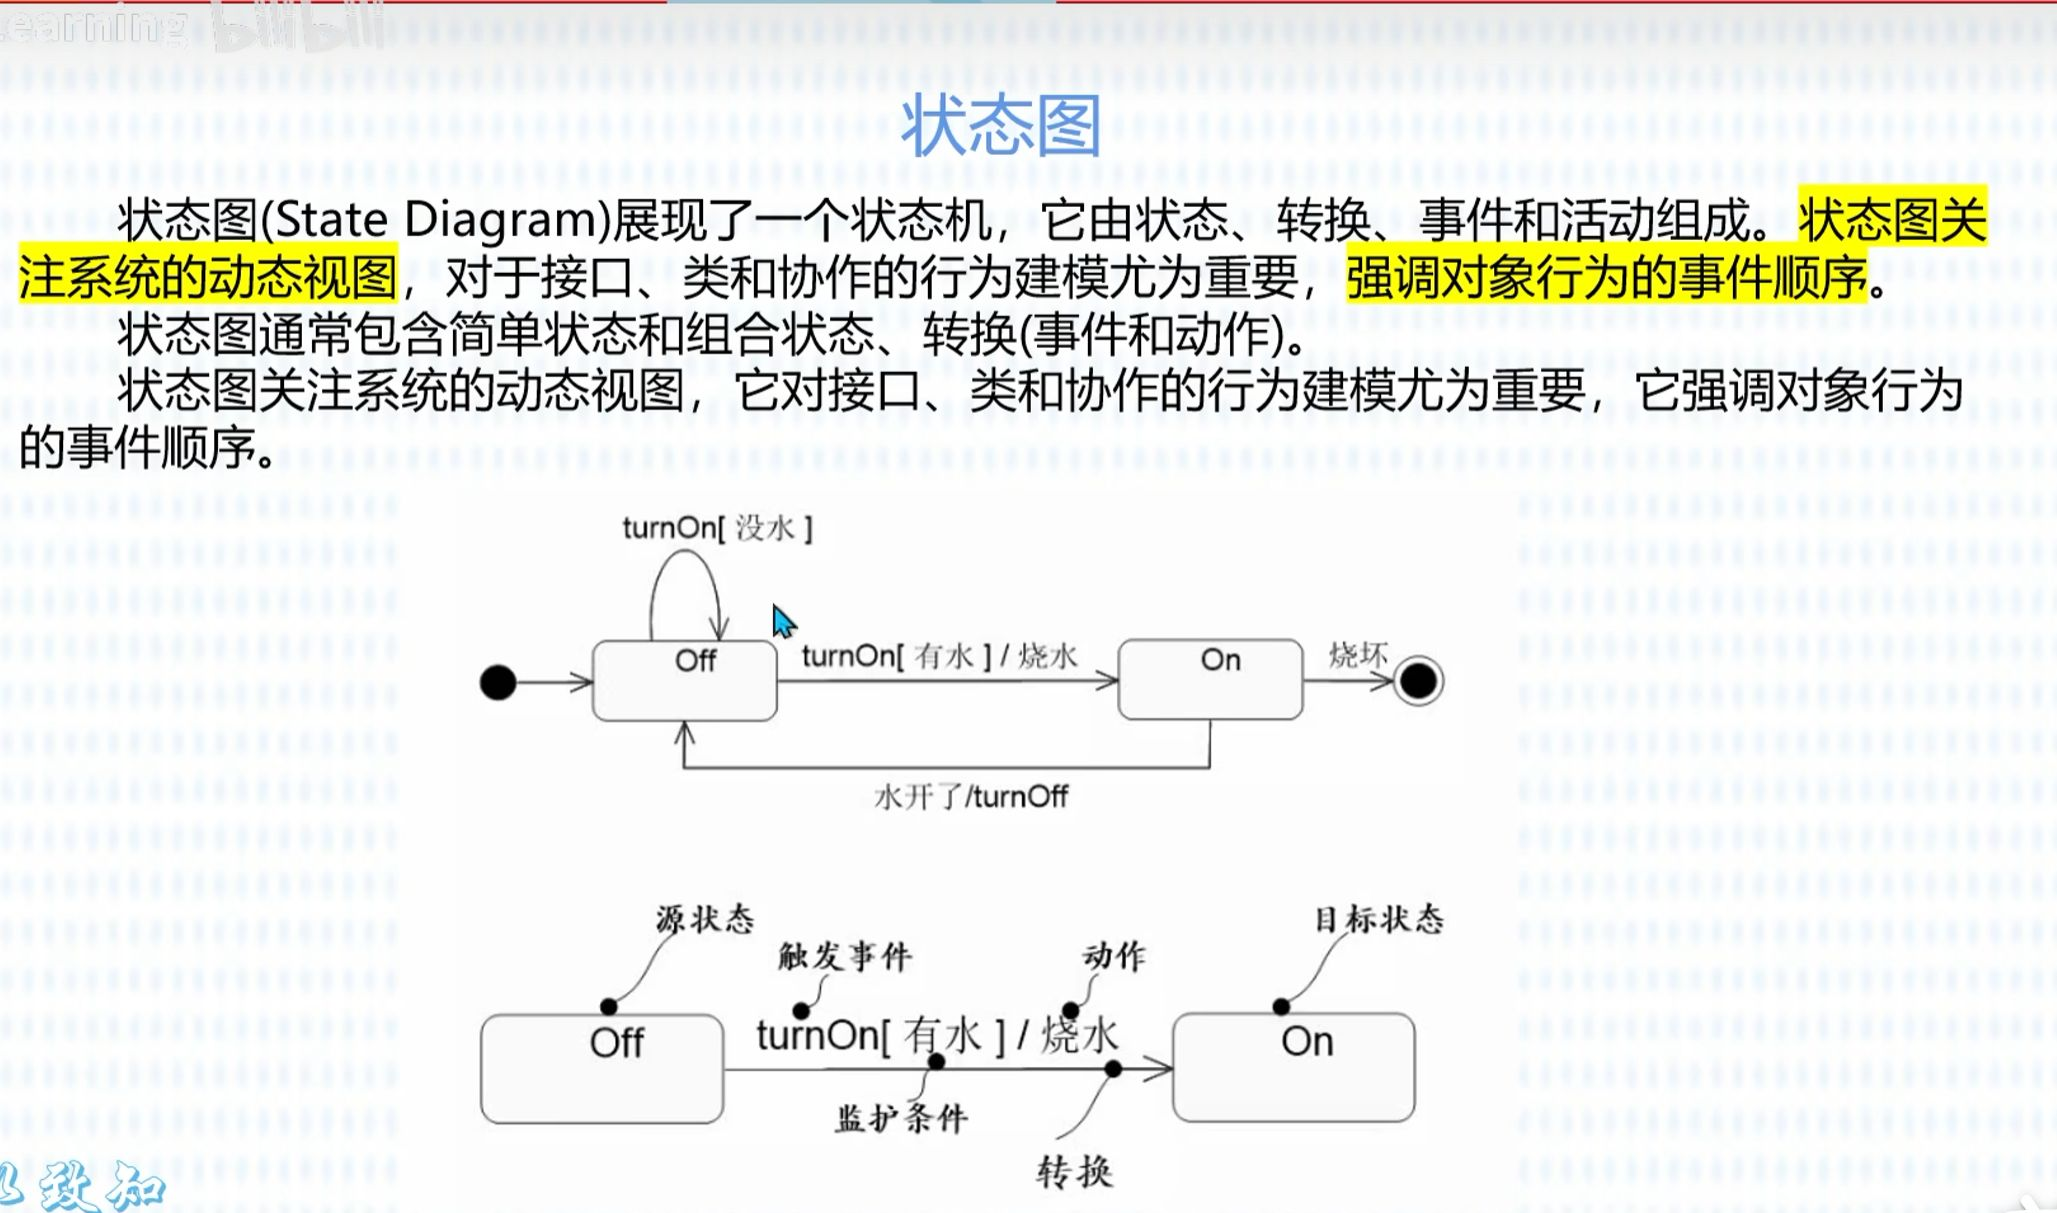 earning bilibili
状态图
状态图(State Diagram)展现了一个状态机，它由状态、转换、事件和活动组成。状态图关
注系统的动态视图，对于接口、类和协作的行为建模尤为重要，强调对象行为的事件顺序。
状态图通常包含简单状态和组合状态、转换(事件和动作)。
状态图关注系统的动态视图，它对接口、类和协作的行为建模尤为重要，它强调对象行为
的事件顺序。
turnOn[ 没水 ]
Off
turnOn[ 有水 ] / 烧水
On
烧坏
水开了/turnOff
源状态
目标状态
触发事件
动作
Off
turnOn[ 有水 ] / 烧水
On
监护条件
转换
以致知